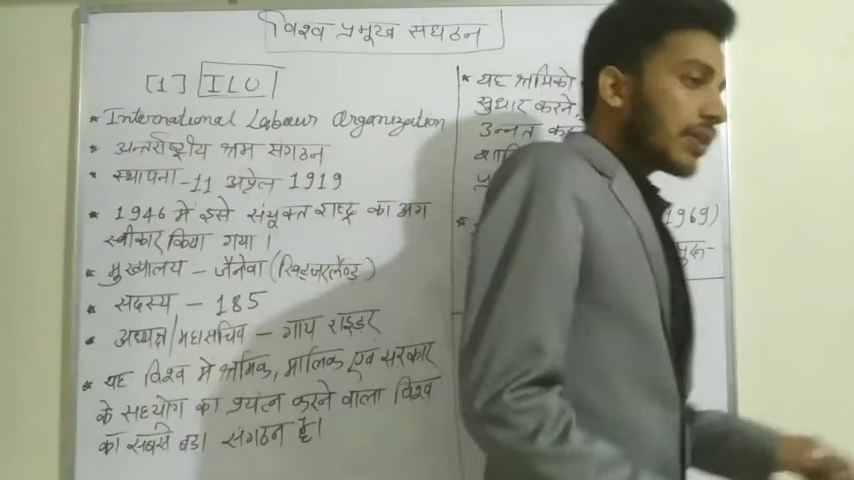 विश्व प्रमुख संघठन
[1] ILO
* International Labour Organization
* अन्तर्राष्ट्रीय श्रम संगठन
* स्थापना - 11 अप्रेल 1919
* 1946 में इसे संयूक्त राष्ट्र का अंग
स्वीकार किया गया।
* मुख्यालय - जैनेवा (स्विट्जरलैण्ड)
* सदस्य - 185
* अध्यक्ष/महासचिव - गाय राइडर
* यह विश्व में श्रमिक, मालिक एवं सरकार
के सहयोग का प्रयत्न करने वाला विश्व
का सबसे बड़ा संगठन है।
* यह श्रमिको
सुधार करने,
उन्नत
1969)